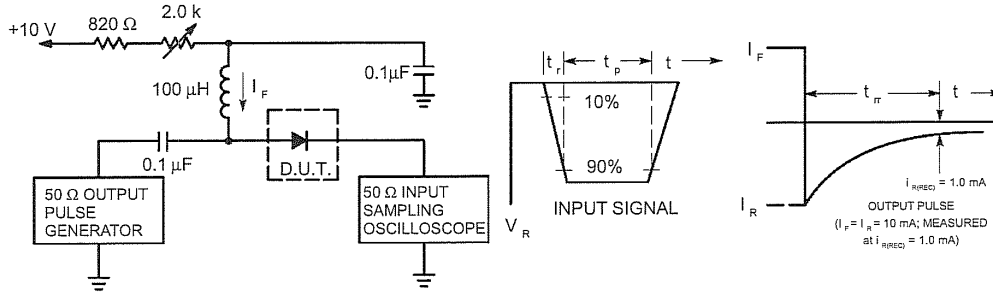 +10 V
820 Ω
2.0 k
100 µH
I F
0.1µF
0.1 µF
D.U.T.
50 Ω OUTPUT
PULSE
GENERATOR
50 Ω INPUT
SAMPLING
OSCILLOSCOPE
t r
t p
t
10%
90%
V R
INPUT SIGNAL
I F
t rr
t
I R
i R(REC) = 1.0 mA
OUTPUT PULSE
(I F = I R = 10 mA; MEASURED
at i R(REC) = 1.0 mA)